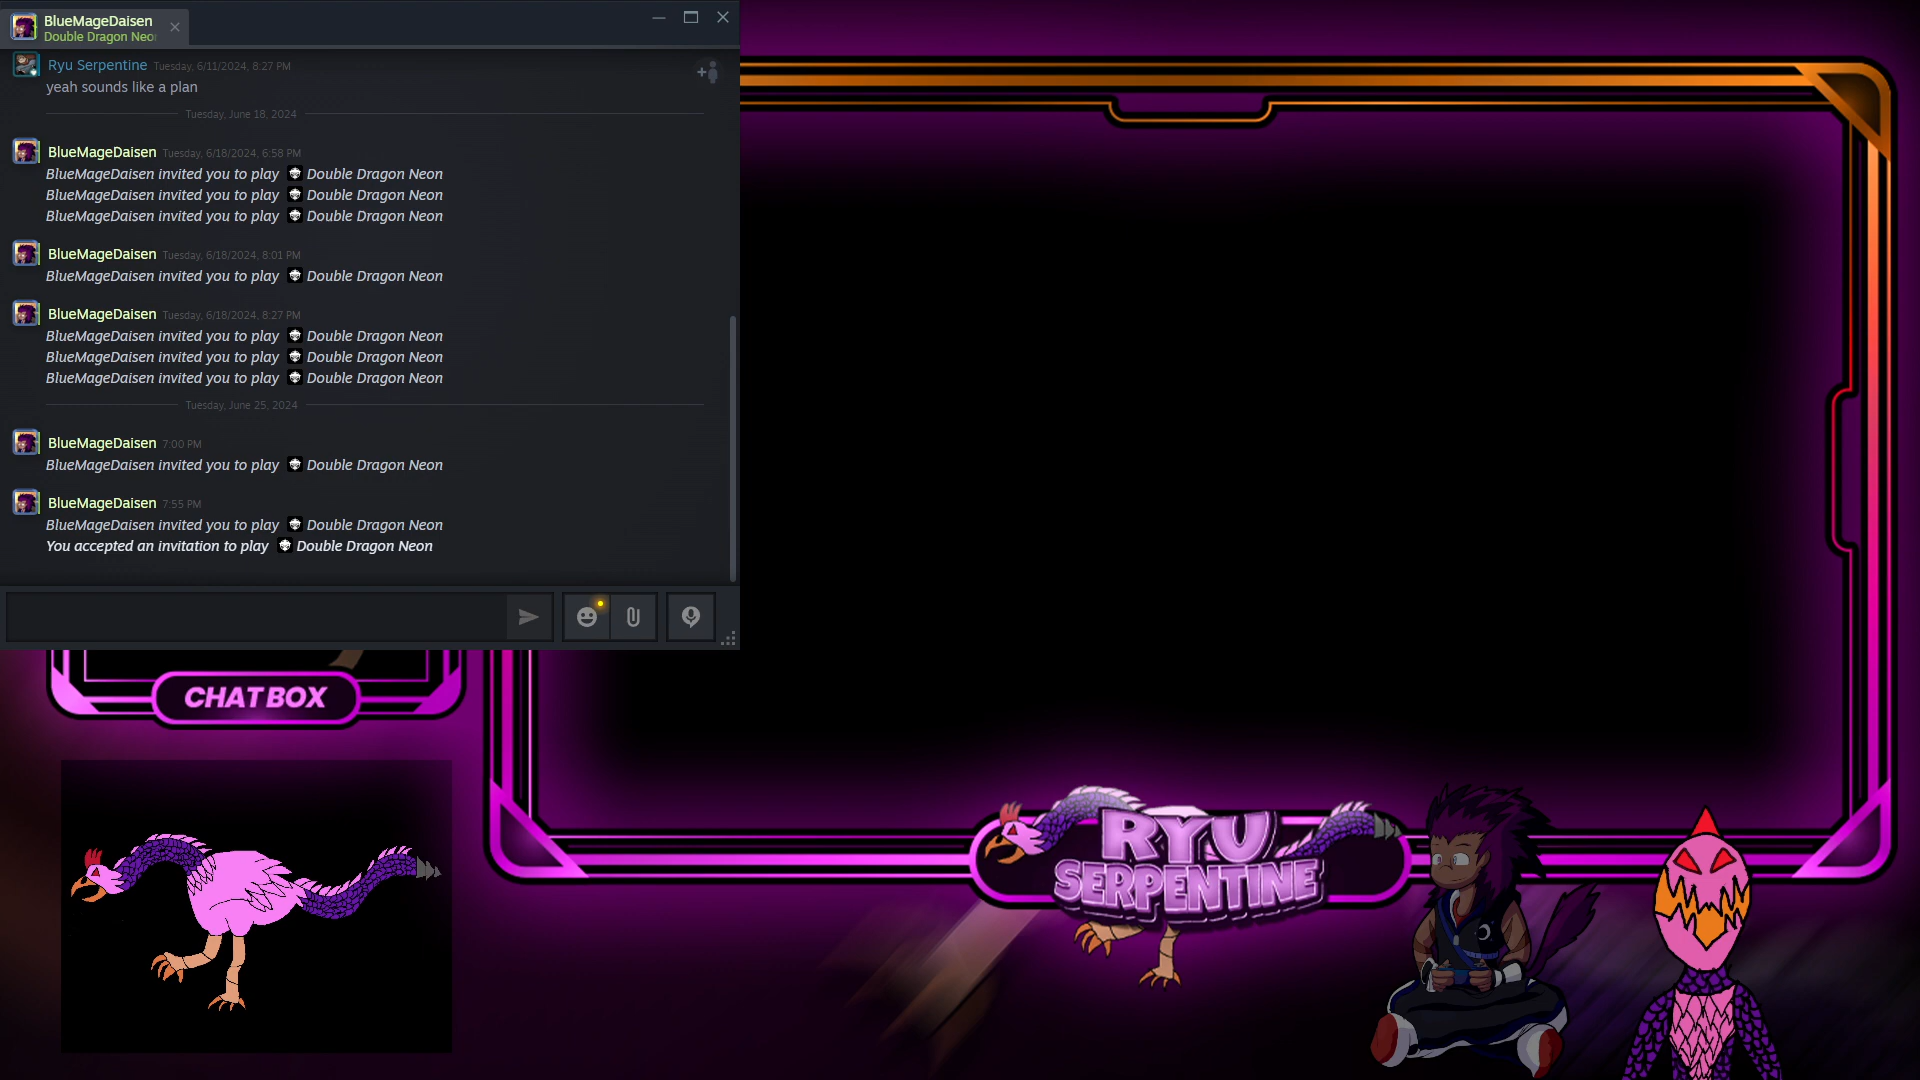 BlueMageDaisen
Double Dragon Neon
Ryu Serpentine Tuesday, 6/11/2024, 8:27 PM
yeah sounds like a plan
Tuesday, June 18, 2024
BlueMageDaisen Tuesday, 6/18/2024, 6:58 PM
BlueMageDaisen invited you to play Double Dragon Neon
BlueMageDaisen invited you to play Double Dragon Neon
BlueMageDaisen invited you to play Double Dragon Neon
BlueMageDaisen Tuesday, 6/18/2024, 8:01 PM
BlueMageDaisen invited you to play Double Dragon Neon
BlueMageDaisen Tuesday, 6/18/2024, 8:27 PM
BlueMageDaisen invited you to play Double Dragon Neon
BlueMageDaisen invited you to play Double Dragon Neon
BlueMageDaisen invited you to play Double Dragon Neon
Tuesday, June 25, 2024
BlueMageDaisen 7:00 PM
BlueMageDaisen invited you to play Double Dragon Neon
BlueMageDaisen 7:55 PM
BlueMageDaisen invited you to play Double Dragon Neon
You accepted an invitation to play Double Dragon Neon
CHAT BOX
RYU
SERPENTINE